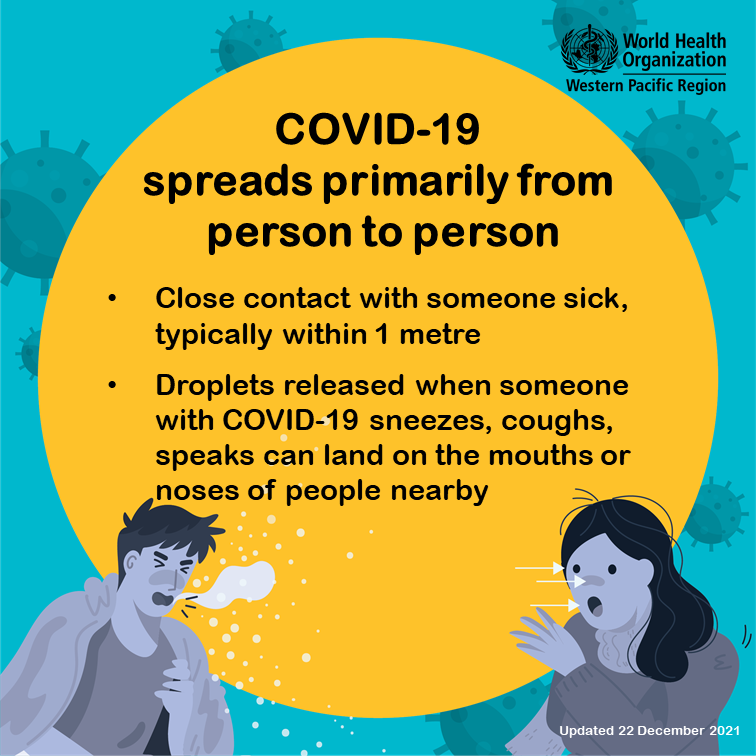 World Health
Organization
Western Pacific Region
COVID-19
spreads primarily from
person to person
• Close contact with someone sick,
typically within 1 metre
• Droplets released when someone
with COVID-19 sneezes, coughs,
speaks can land on the mouths or
noses of people nearby
Updated 22 December 2021